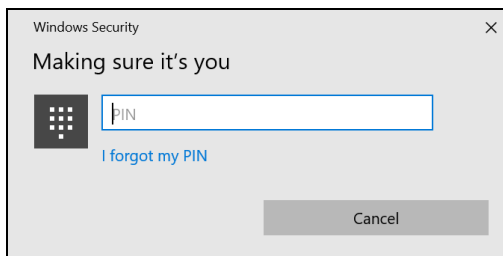 Windows Security
Making sure it's you
PIN
I forgot my PIN
Cancel